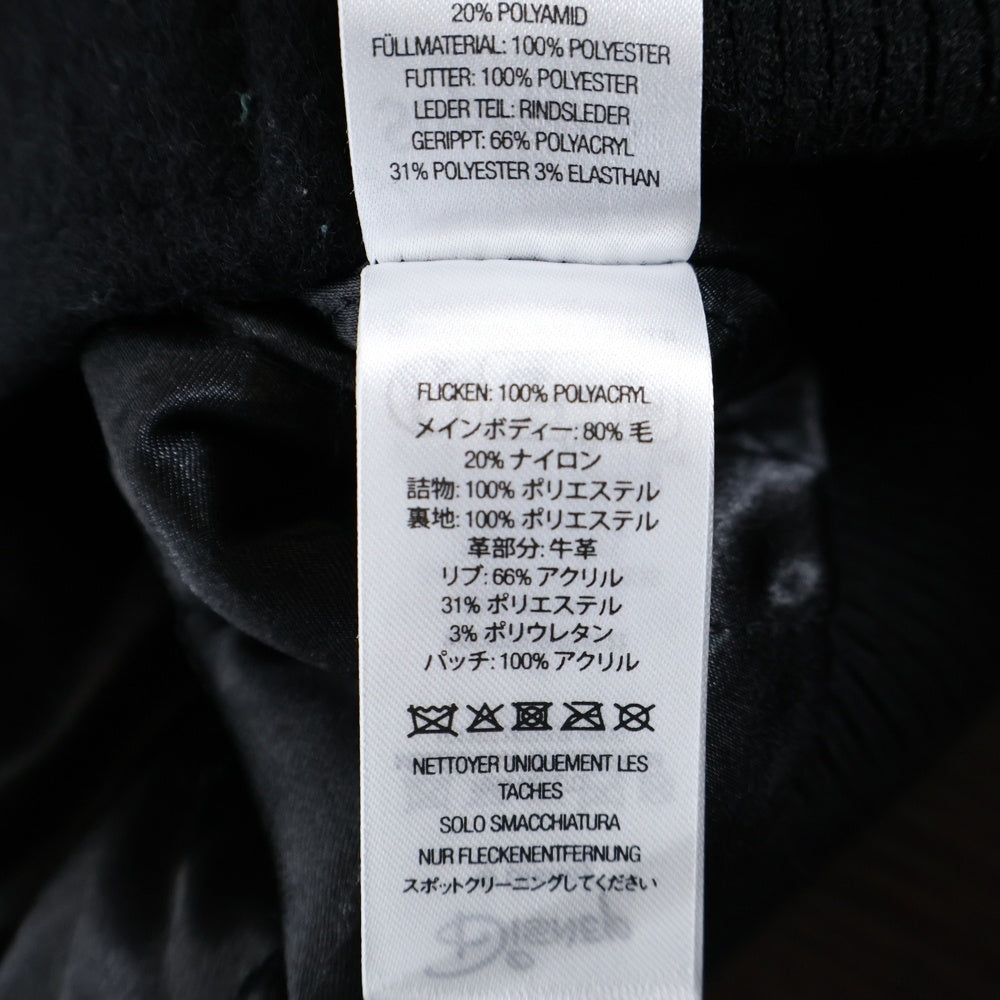 20% POLYAMID
FÜLLMATERIAL: 100% POLYESTER
FUTTER: 100% POLYESTER
LEDER TEIL: RINDSLEDER
GERIPPT: 66% POLYACRYL
31% POLYESTER 3% ELASTHAN
FLICKEN: 100% POLYACRYL
メインボディー: 80% 毛
20% ナイロン
詰物: 100% ポリエステル
裏地: 100% ポリエステル
革部分: 牛革
リブ: 66% アクリル
31% ポリエステル
3% ポリウレタン
パッチ: 100% アクリル
NETTOYER UNIQUEMENT LES
TACHES
SOLO SMACCHIATURA
NUR FLECKENENTFERNUNG
スポットクリーニングしてください